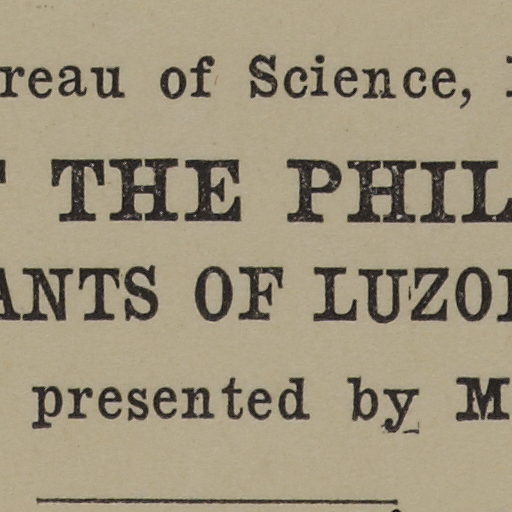 reau of Science,
THE PHIL
ANTS OF LUZO
presented by M